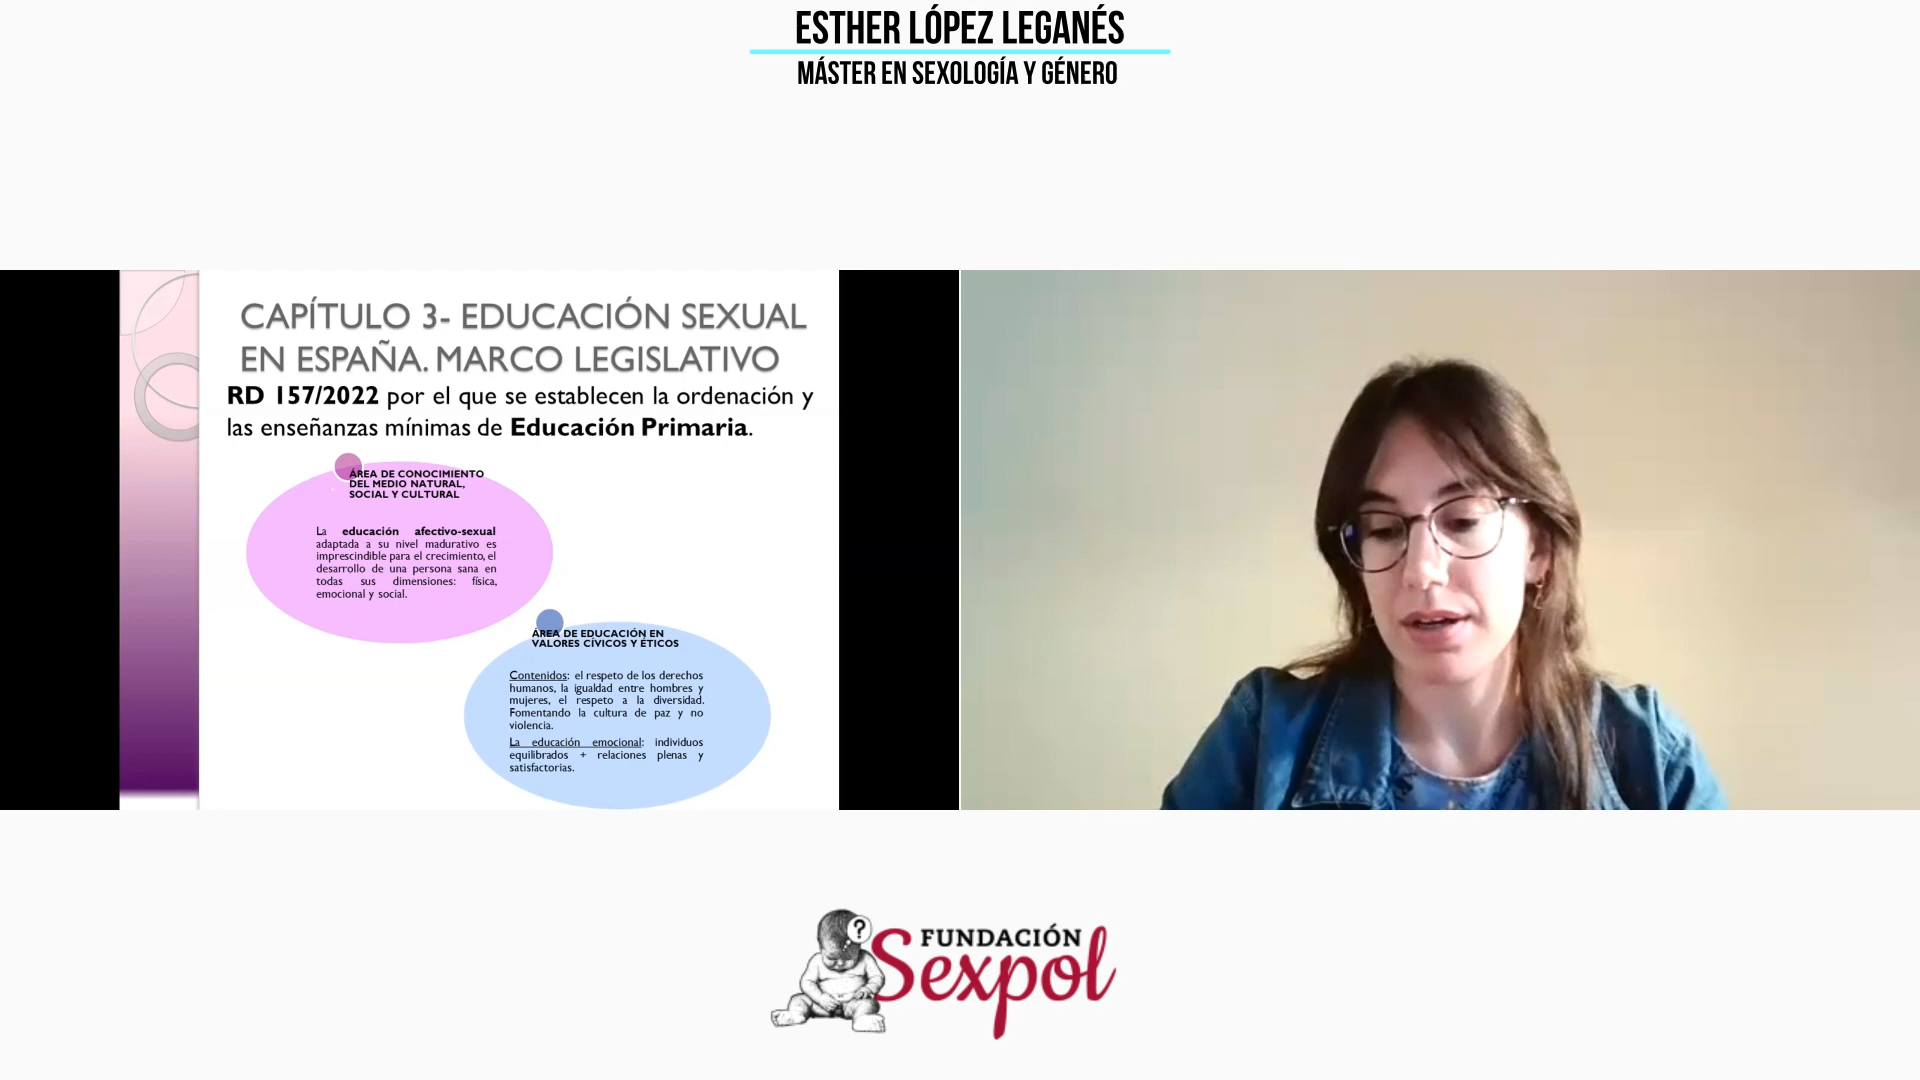 ESTHER LÓPEZ LEGANÉS
MÁSTER EN SEXOLOGÍA Y GÉNERO
CAPÍTULO 3- EDUCACIÓN SEXUAL
EN ESPAÑA. MARCO LEGISLATIVO
RD 157/2022 por el que se establecen la ordenación y
las enseñanzas mínimas de Educación Primaria.
ÁREA DE CONOCIMIENTO
DEL MEDIO NATURAL,
SOCIAL Y CULTURAL
La educación afectivo-sexual
adaptada a su nivel madurativo es
imprescindible para el crecimiento, el
desarrollo de una persona sana en
todas sus dimensiones: física,
emocional y social.
ÁREA DE EDUCACIÓN EN
VALORES CÍVICOS Y ÉTICOS
Contenidos: el respeto de los derechos
humanos, la igualdad entre hombres y
mujeres, el respeto a la diversidad.
Fomentando la cultura de paz y no
violencia.
La educación emocional: individuos
equilibrados + relaciones plenas y
satisfactorias.
?
FUNDACIÓN
Sexpol